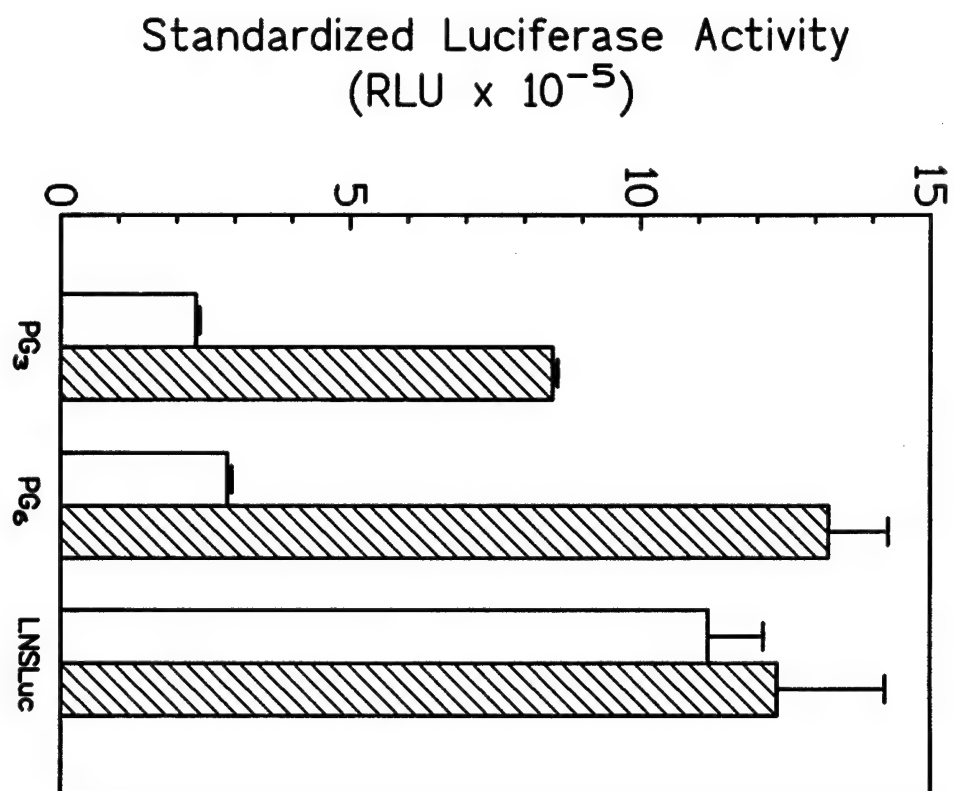 Standardized Luciferase Activity
(RLU x 10⁻⁵)
0
5
10
15
PG₃
PG₆
LNSLuc